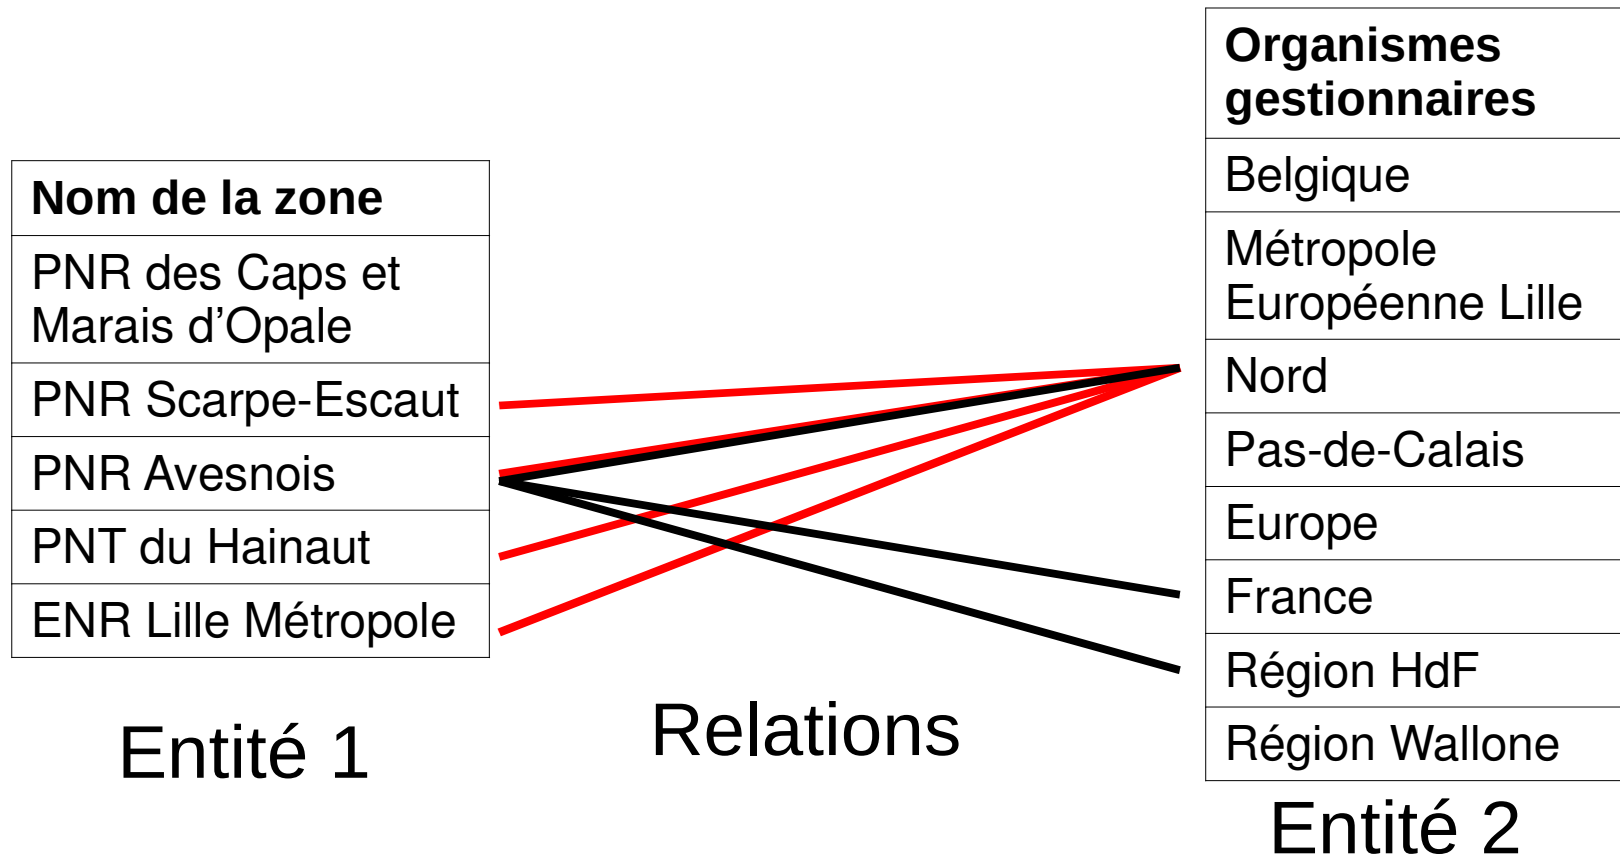 Nom de la zone
PNR des Caps et
Marais d'Opale
PNR Scarpe-Escaut
PNR Avesnois
PNT du Hainaut
ENR Lille Métropole
Entité 1
Relations
Organismes
gestionnaires
Belgique
Métropole
Européenne Lille
Nord
Pas-de-Calais
Europe
France
Région HdF
Région Wallone
Entité 2